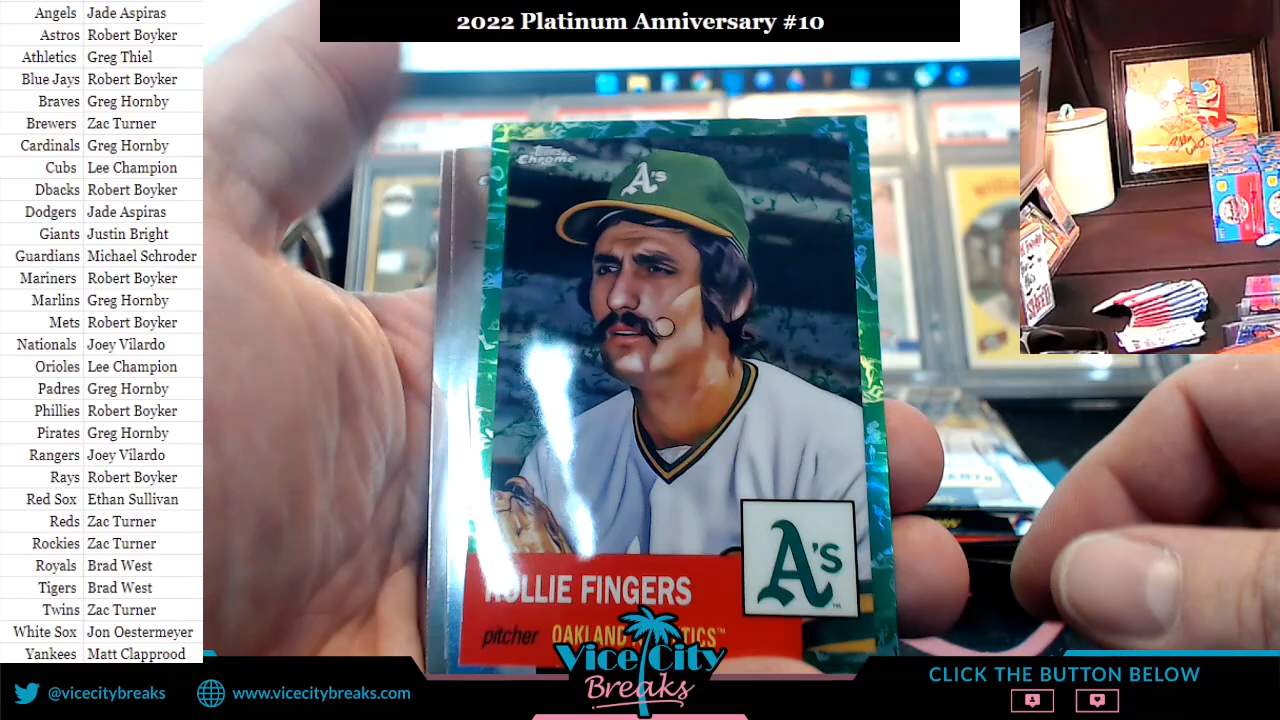 2022 Platinum Anniversary #10
Angels Jade Aspiras
Astros Robert Boyker
Athletics Greg Thiel
Blue Jays Robert Boyker
Braves Greg Hornby
Brewers Zac Turner
Cardinals Greg Hornby
Cubs Lee Champion
Dbacks Robert Boyker
Dodgers Jade Aspiras
Giants Justin Bright
Guardians Michael Schroder
Mariners Robert Boyker
Marlins Greg Hornby
Mets Robert Boyker
Nationals Joey Vilardo
Orioles Lee Champion
Padres Greg Hornby
Phillies Robert Boyker
Pirates Greg Hornby
Rangers Joey Vilardo
Rays Robert Boyker
Red Sox Ethan Sullivan
Reds Zac Turner
Rockies Zac Turner
Royals Brad West
Tigers Brad West
Twins Zac Turner
White Sox Jon Oestermeyer
Yankees Matt Clapprood
Topps
Chrome
A's
ROLLIE FINGERS
pitcher OAKLAND ATHLETICS™
A's™
Vice City
Breaks
@vicecitybreaks www.vicecitybreaks.com
CLICK THE BUTTON BELOW